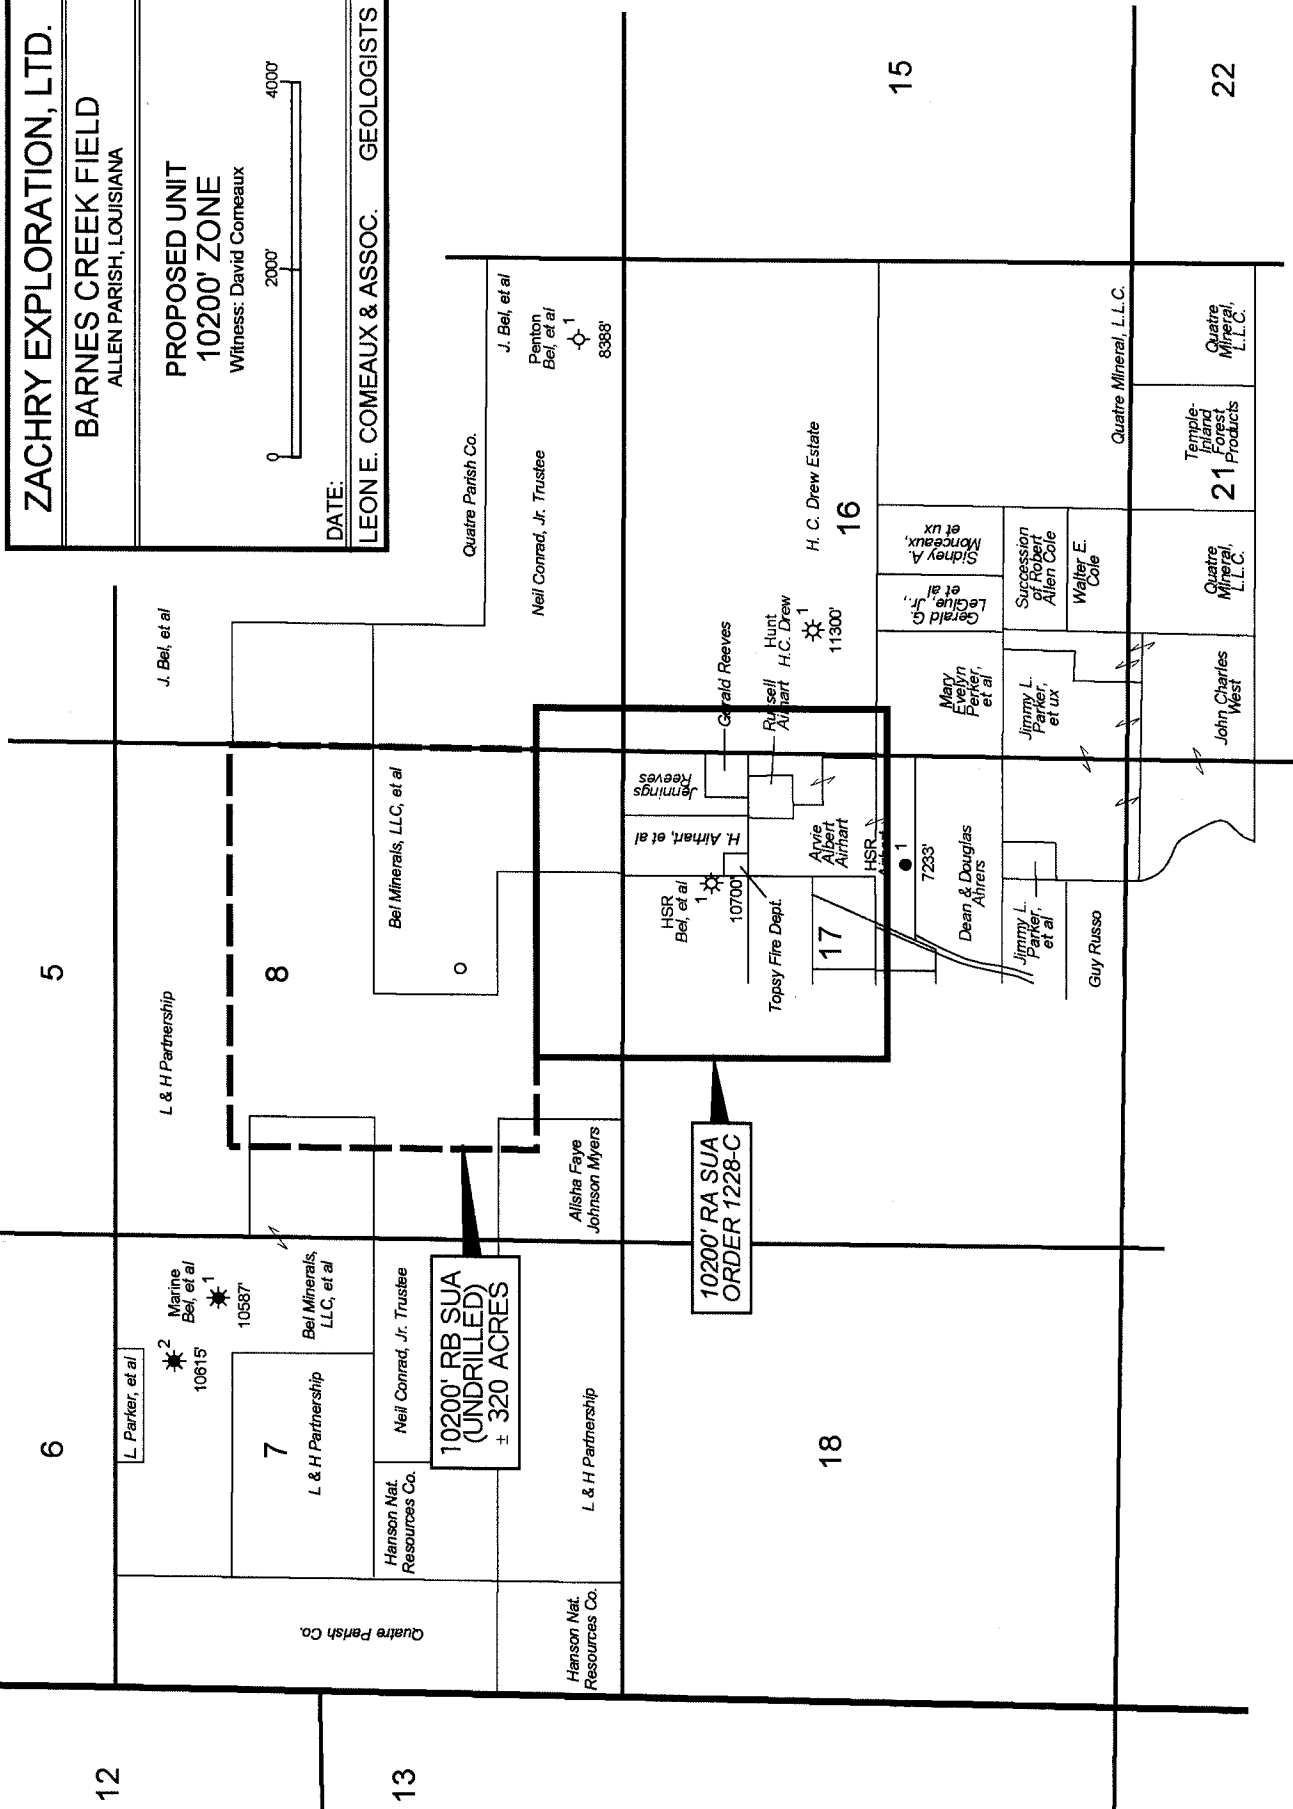 ZACHRY EXPLORATION, LTD.
BARNES CREEK FIELD
ALLEN PARISH, LOUISIANA
PROPOSED UNIT
10200' ZONE
Witness: David Comeaux
0
2000'
4000'
DATE:
LEON E. COMEAUX & ASSOC. GEOLOGISTS
12
6
5
L. Parker, et al
2
10615'
Marine
Bel, et al
1
10587'
L & H Partnership
J. Bel, et al
7
L & H Partnership
Bel Minerals,
LLC, et al
8
Quatre Parish Co.
13
Hanson Nat.
Resources Co.
Neil Conrad, Jr. Trustee
Bel Minerals, LLC, et al
10200' RB SUA
(UNDRILLED)
± 320 ACRES
Quatre Parish Co.
Neil Conrad, Jr. Trustee
J. Bel, et al
Penton
Bel, et al
1
8388'
Hanson Nat.
Resources Co.
L & H Partnership
Alisha Faye
Johnson Myers
18
10200' RA SUA
ORDER 1228-C
HSR
Bel, et al
1
10700'
H. Airhart, et al
Jennings
Reeves
Gerald Reeves
Topsy Fire Dept.
Russell
Airhart
Hunt
H.C. Drew
1
11300'
H. C. Drew Estate
16
15
17
Arvie
Albert
Airhart
HSR
Airhart
1
7233'
Gerald G.
LeGlue, Jr.,
et al
Sidney A.
Monceaux,
et ux
Dean & Douglas
Ahrers
Mary
Evelyn
Perker,
et al
Succession
of Robert
Allen Cole
Jimmy L.
Parker,
et al
Jimmy L.
Parker,
et ux
Walter E.
Cole
Guy Russo
Quatre Mineral, L.L.C.
John Charles
West
Quatre
Mineral,
L.L.C.
21
Temple-
Inland
Forest
Products
Quatre
Mineral,
L.L.C.
22